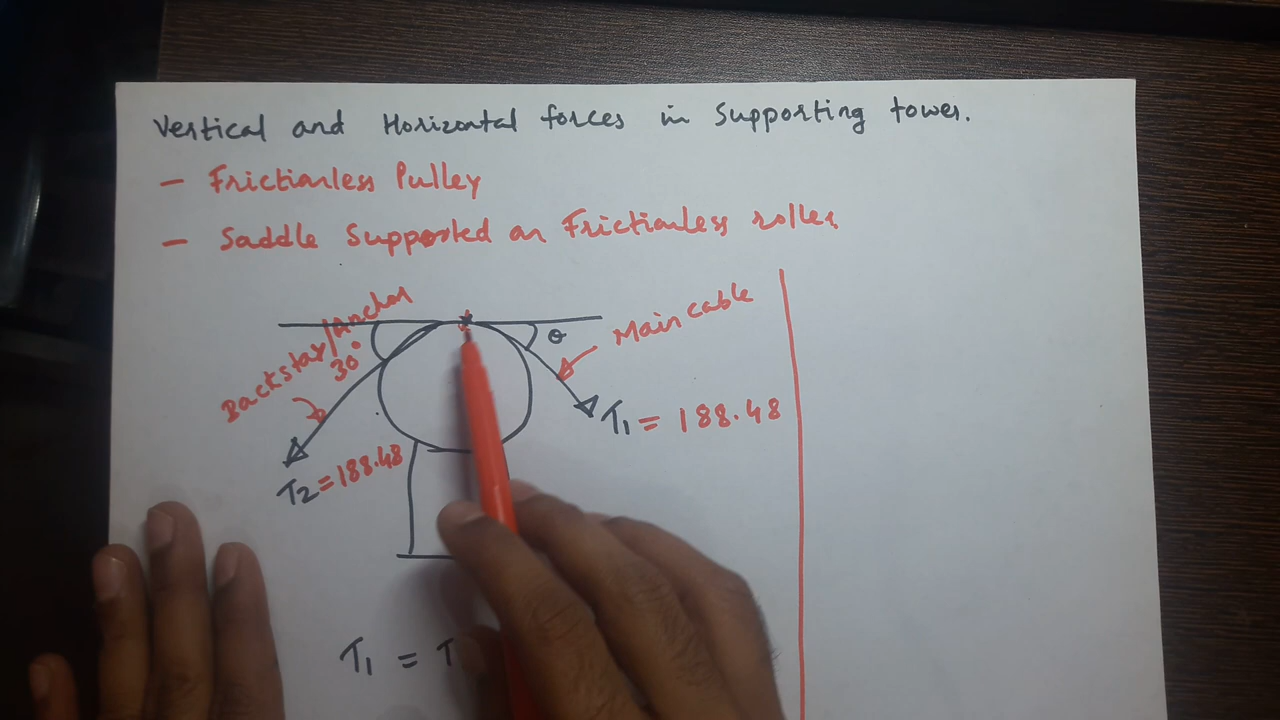 Vertical and Horizontal forces in Supporting tower.
- Frictionless Pulley
- Saddle Supported on Frictionless roller
Backstay/Anchor
30°
θ
Main cable
T1 = 188.48
T2 = 188.48
T1 = T